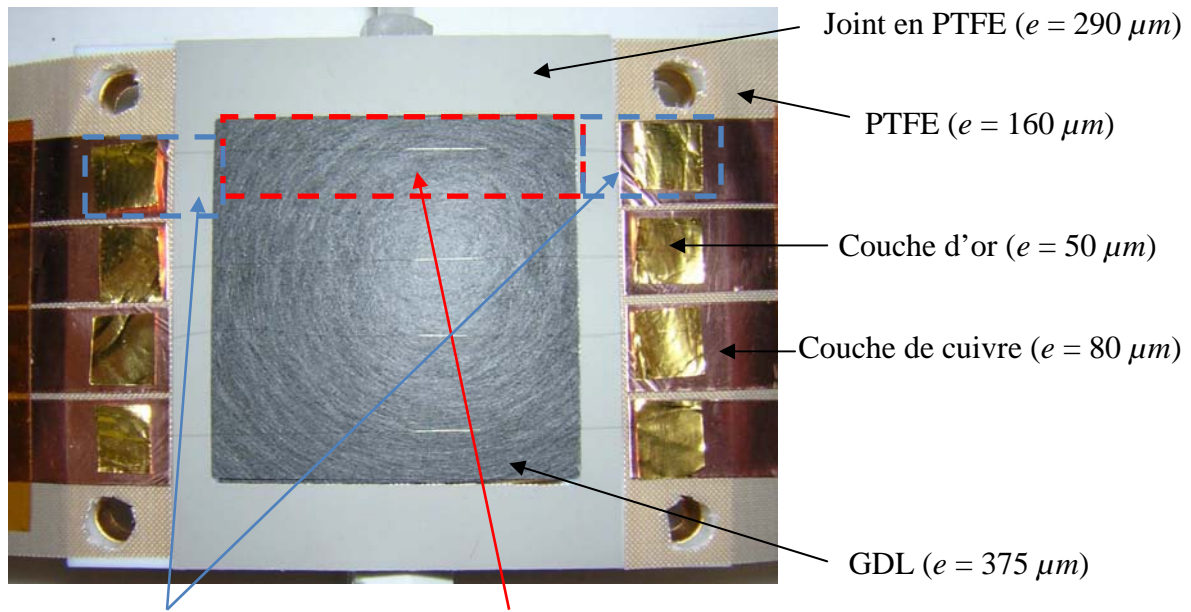 Joint en PTFE (e = 290 µm)
PTFE (e = 160 µm)
Couche d’or (e = 50 µm)
Couche de cuivre (e = 80 µm)
GDL (e = 375 µm)